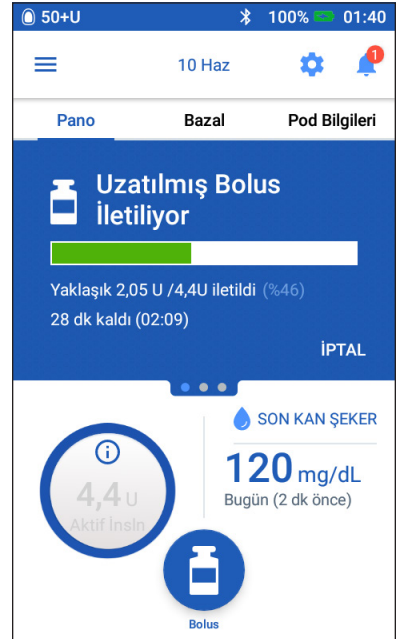 50+U 100% 01:40
10 Haz 1
Pano Bazal Pod Bilgileri
Uzatılmış Bolus
İletiliyor
Yaklaşık 2,05 U /4,4U iletildi (%46)
28 dk kaldı (02:09)
İPTAL
SON KAN ŞEKER
120 mg/dL
Bugün (2 dk önce)
4,4 U
Aktif İnsln
Bolus